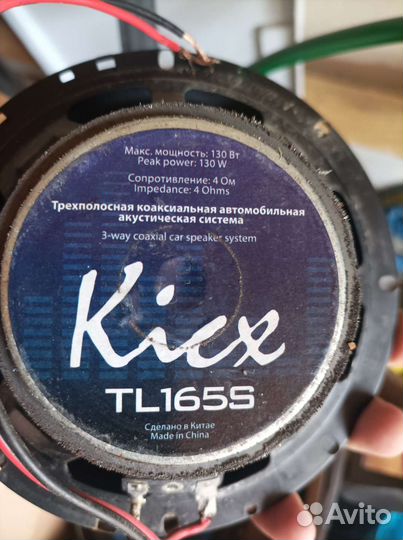 Макс. мощность: 130 Вт
Peak power: 130 W
Сопротивление: 4 Ом
Impedance: 4 Ohms
Трехполосная коаксиальная автомобильная
акустическая система
3-way coaxial car speaker system
Kicx
TL165S
Сделано в Китае
Made in China
Avito